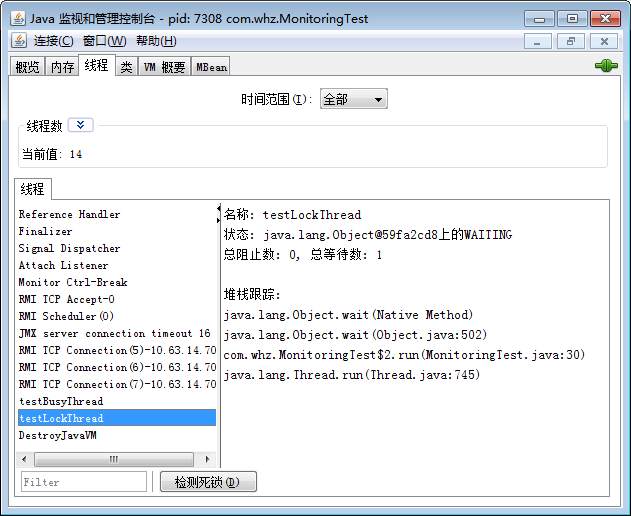 Java 监视和管理控制台 - pid: 7308 com.whz.MonitoringTest
连接(C) 窗口(W) 帮助(H)
概览 内存 线程 类 VM 概要 MBean
时间范围(I): 全部
线程数
当前值: 14
线程
Reference Handler
Finalizer
Signal Dispatcher
Attach Listener
Monitor Ctrl-Break
RMI TCP Accept-0
RMI Scheduler(0)
JMX server connection timeout 16
RMI TCP Connection(5)-10.63.14.70
RMI TCP Connection(6)-10.63.14.70
RMI TCP Connection(7)-10.63.14.70
testBusyThread
testLockThread
DestroyJavaVM
Filter
检测死锁(D)
名称: testLockThread
状态: java.lang.Object@59fa2cd8上的WAITING
总阻止数: 0, 总等待数: 1
堆栈跟踪:
java.lang.Object.wait(Native Method)
java.lang.Object.wait(Object.java:502)
com.whz.MonitoringTest$2.run(MonitoringTest.java:30)
java.lang.Thread.run(Thread.java:745)